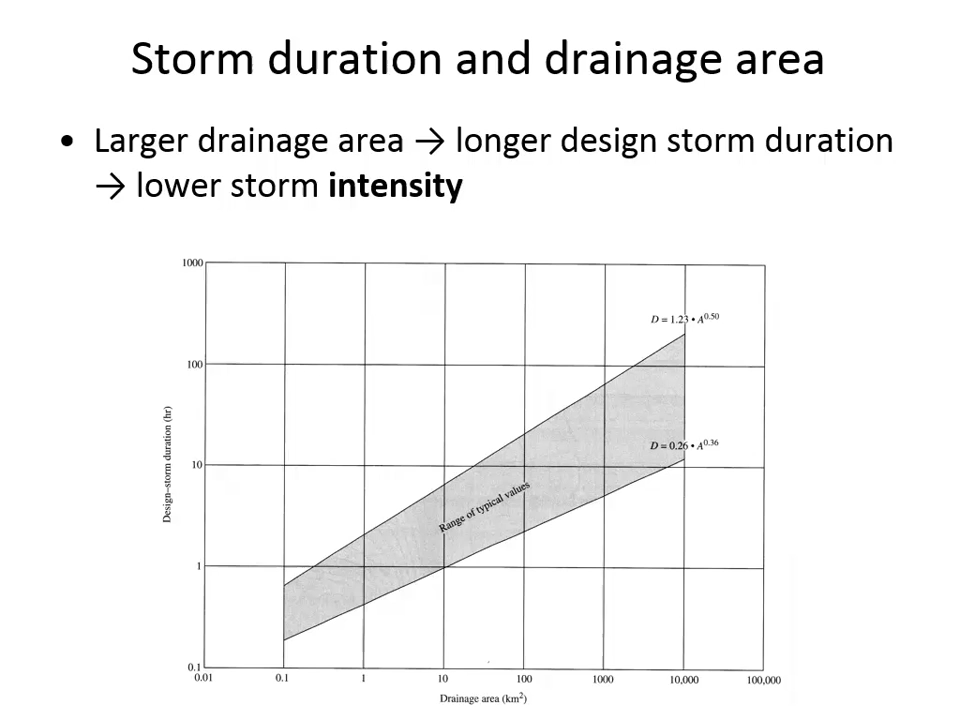 Storm duration and drainage area
• Larger drainage area → longer design storm duration
→ lower storm intensity
1000
D = 1.23 • A^0.50
100
Design–storm duration (hr)
D = 0.26 • A^0.36
10
Range of typical values
1
0.1
0.01 0.1 1 10 100 1000 10,000 100,000
Drainage area (km²)